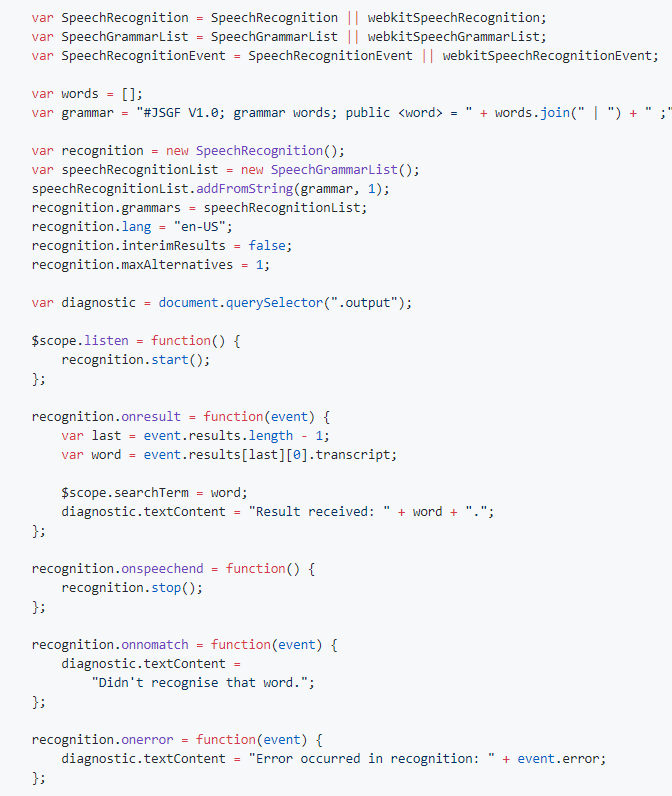 var SpeechRecognition = SpeechRecognition || webkitSpeechRecognition;
var SpeechGrammarList = SpeechGrammarList || webkitSpeechGrammarList;
var SpeechRecognitionEvent = SpeechRecognitionEvent || webkitSpeechRecognitionEvent;

var words = [];
var grammar = "#JSGF V1.0; grammar words; public <word> = " + words.join(" | ") + " ;"

var recognition = new SpeechRecognition();
var speechRecognitionList = new SpeechGrammarList();
speechRecognitionList.addFromString(grammar, 1);
recognition.grammars = speechRecognitionList;
recognition.lang = "en-US";
recognition.interimResults = false;
recognition.maxAlternatives = 1;

var diagnostic = document.querySelector(".output");

$scope.listen = function() {
    recognition.start();
};

recognition.onresult = function(event) {
    var last = event.results.length - 1;
    var word = event.results[last][0].transcript;

    $scope.searchTerm = word;
    diagnostic.textContent = "Result received: " + word + ".";
};

recognition.onspeechend = function() {
    recognition.stop();
};

recognition.onnomatch = function(event) {
    diagnostic.textContent =
        "Didn't recognise that word.";
};

recognition.onerror = function(event) {
    diagnostic.textContent = "Error occurred in recognition: " + event.error;
};